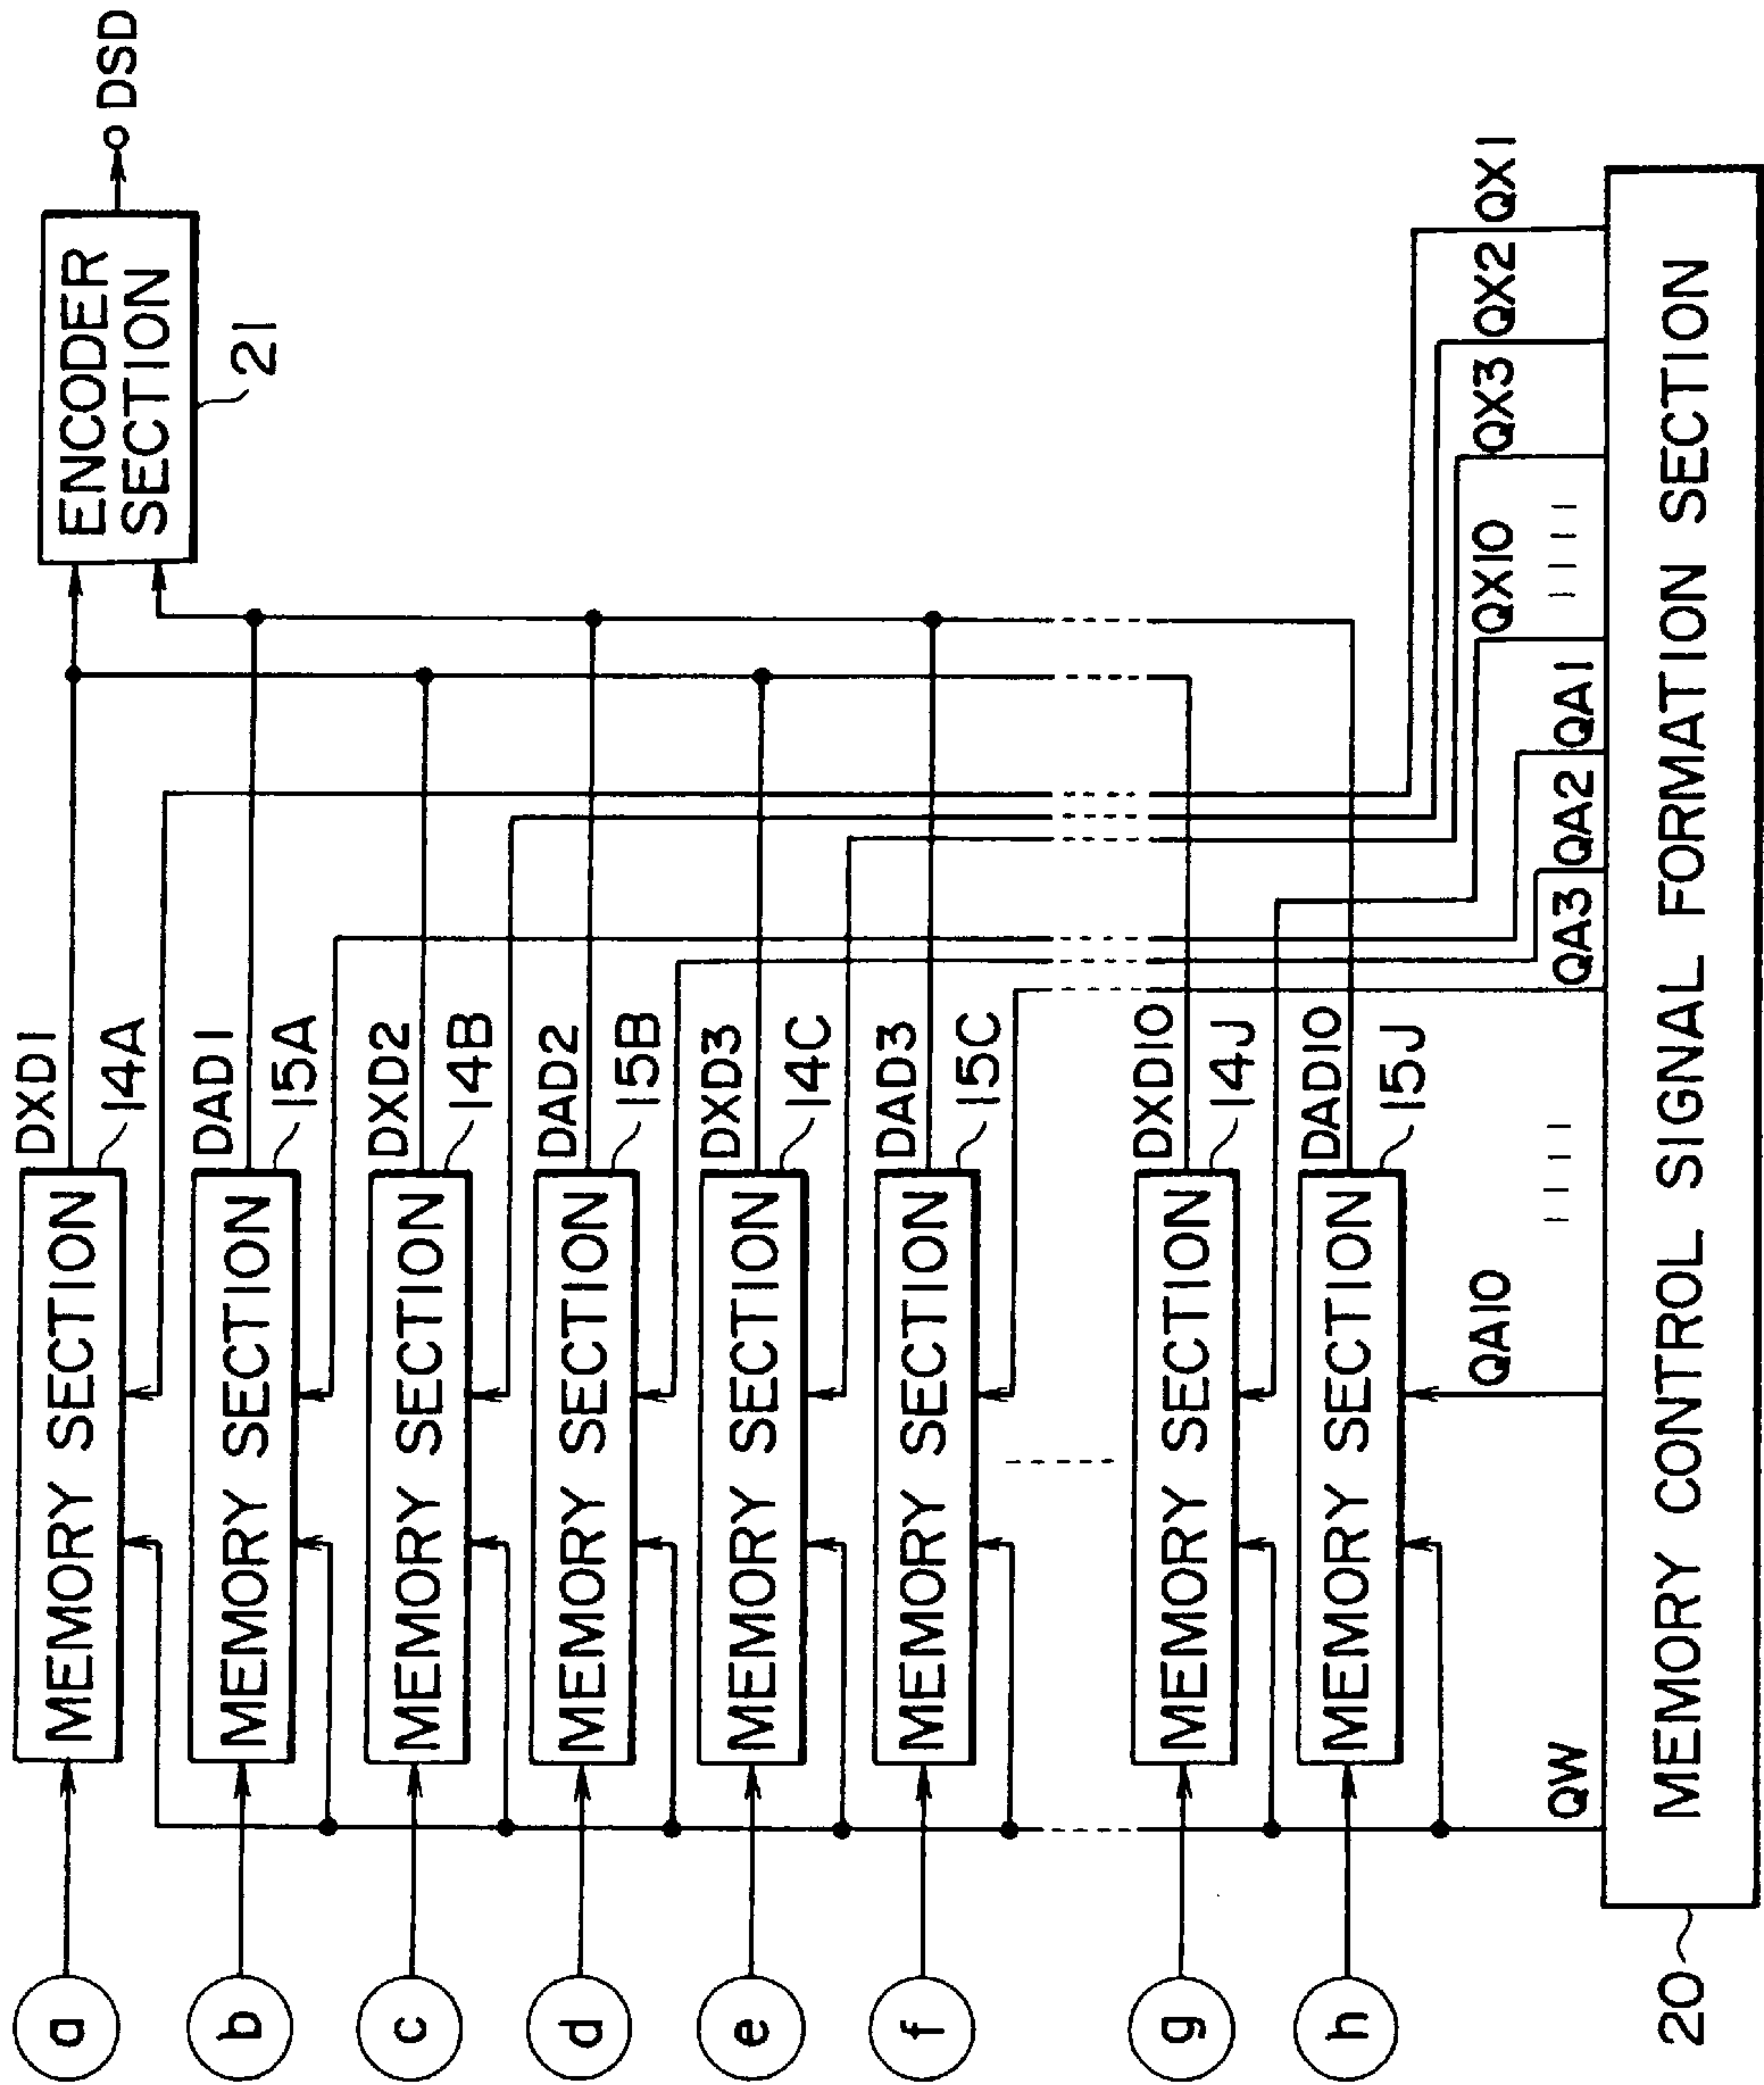 a
MEMORY SECTION
DXD1
14A
ENCODER
SECTION
21
DSD
b
MEMORY SECTION
DAD1
15A
c
MEMORY SECTION
DXD2
14B
d
MEMORY SECTION
DAD2
15B
e
MEMORY SECTION
DXD3
14C
f
MEMORY SECTION
DAD3
15C
g
MEMORY SECTION
DXD10
14J
h
MEMORY SECTION
DAD10
15J
QW
QA10
QA3
QA2
QA1
QX10
QX3
QX2
QX1
MEMORY CONTROL SIGNAL FORMATION SECTION
20